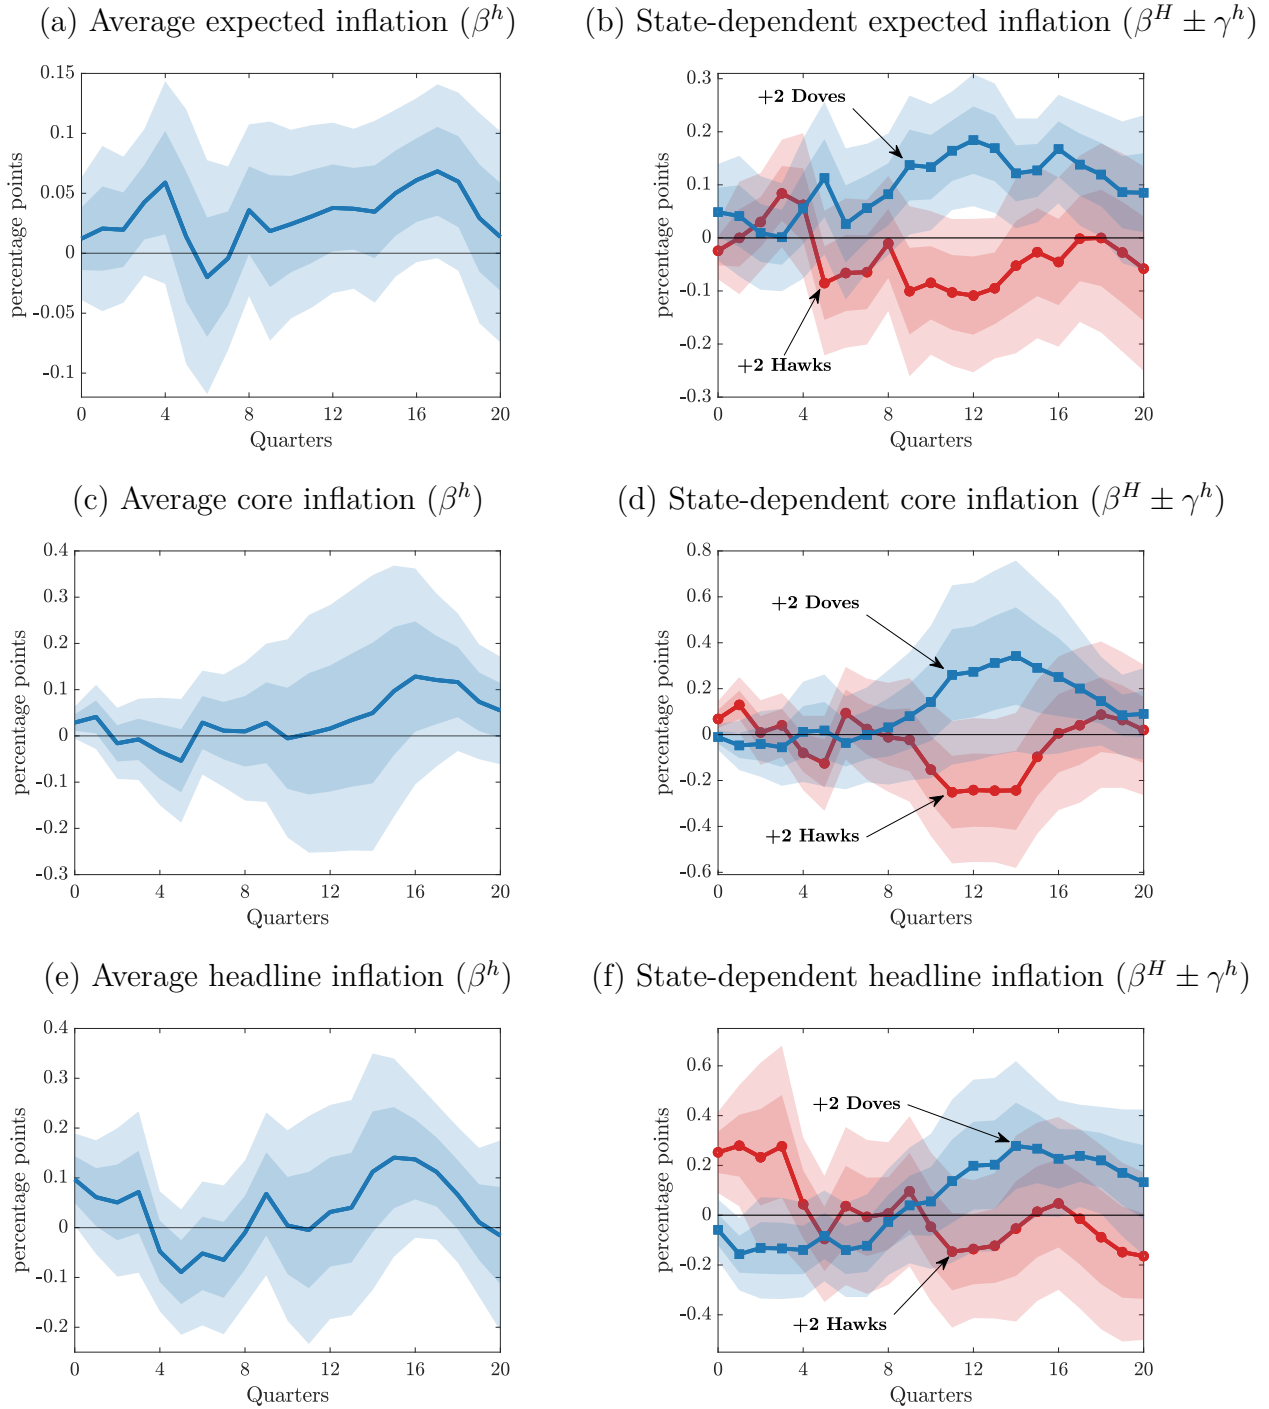 (a) Average expected inflation (β^h)
0.15
0.1
0.05
0
-0.05
-0.1
percentage points
0 4 8 12 16 20
Quarters
(b) State-dependent expected inflation (β^H ± γ^h)
0.3
0.2
0.1
0
-0.1
-0.2
-0.3
percentage points
+2 Doves
+2 Hawks
0 4 8 12 16 20
Quarters
(c) Average core inflation (β^h)
0.4
0.3
0.2
0.1
0
-0.1
-0.2
-0.3
percentage points
0 4 8 12 16 20
Quarters
(d) State-dependent core inflation (β^H ± γ^h)
0.8
0.6
0.4
0.2
0
-0.2
-0.4
-0.6
percentage points
+2 Doves
+2 Hawks
0 4 8 12 16 20
Quarters
(e) Average headline inflation (β^h)
0.4
0.3
0.2
0.1
0
-0.1
-0.2
percentage points
0 4 8 12 16 20
Quarters
(f) State-dependent headline inflation (β^H ± γ^h)
0.6
0.4
0.2
0
-0.2
-0.4
percentage points
+2 Doves
+2 Hawks
0 4 8 12 16 20
Quarters